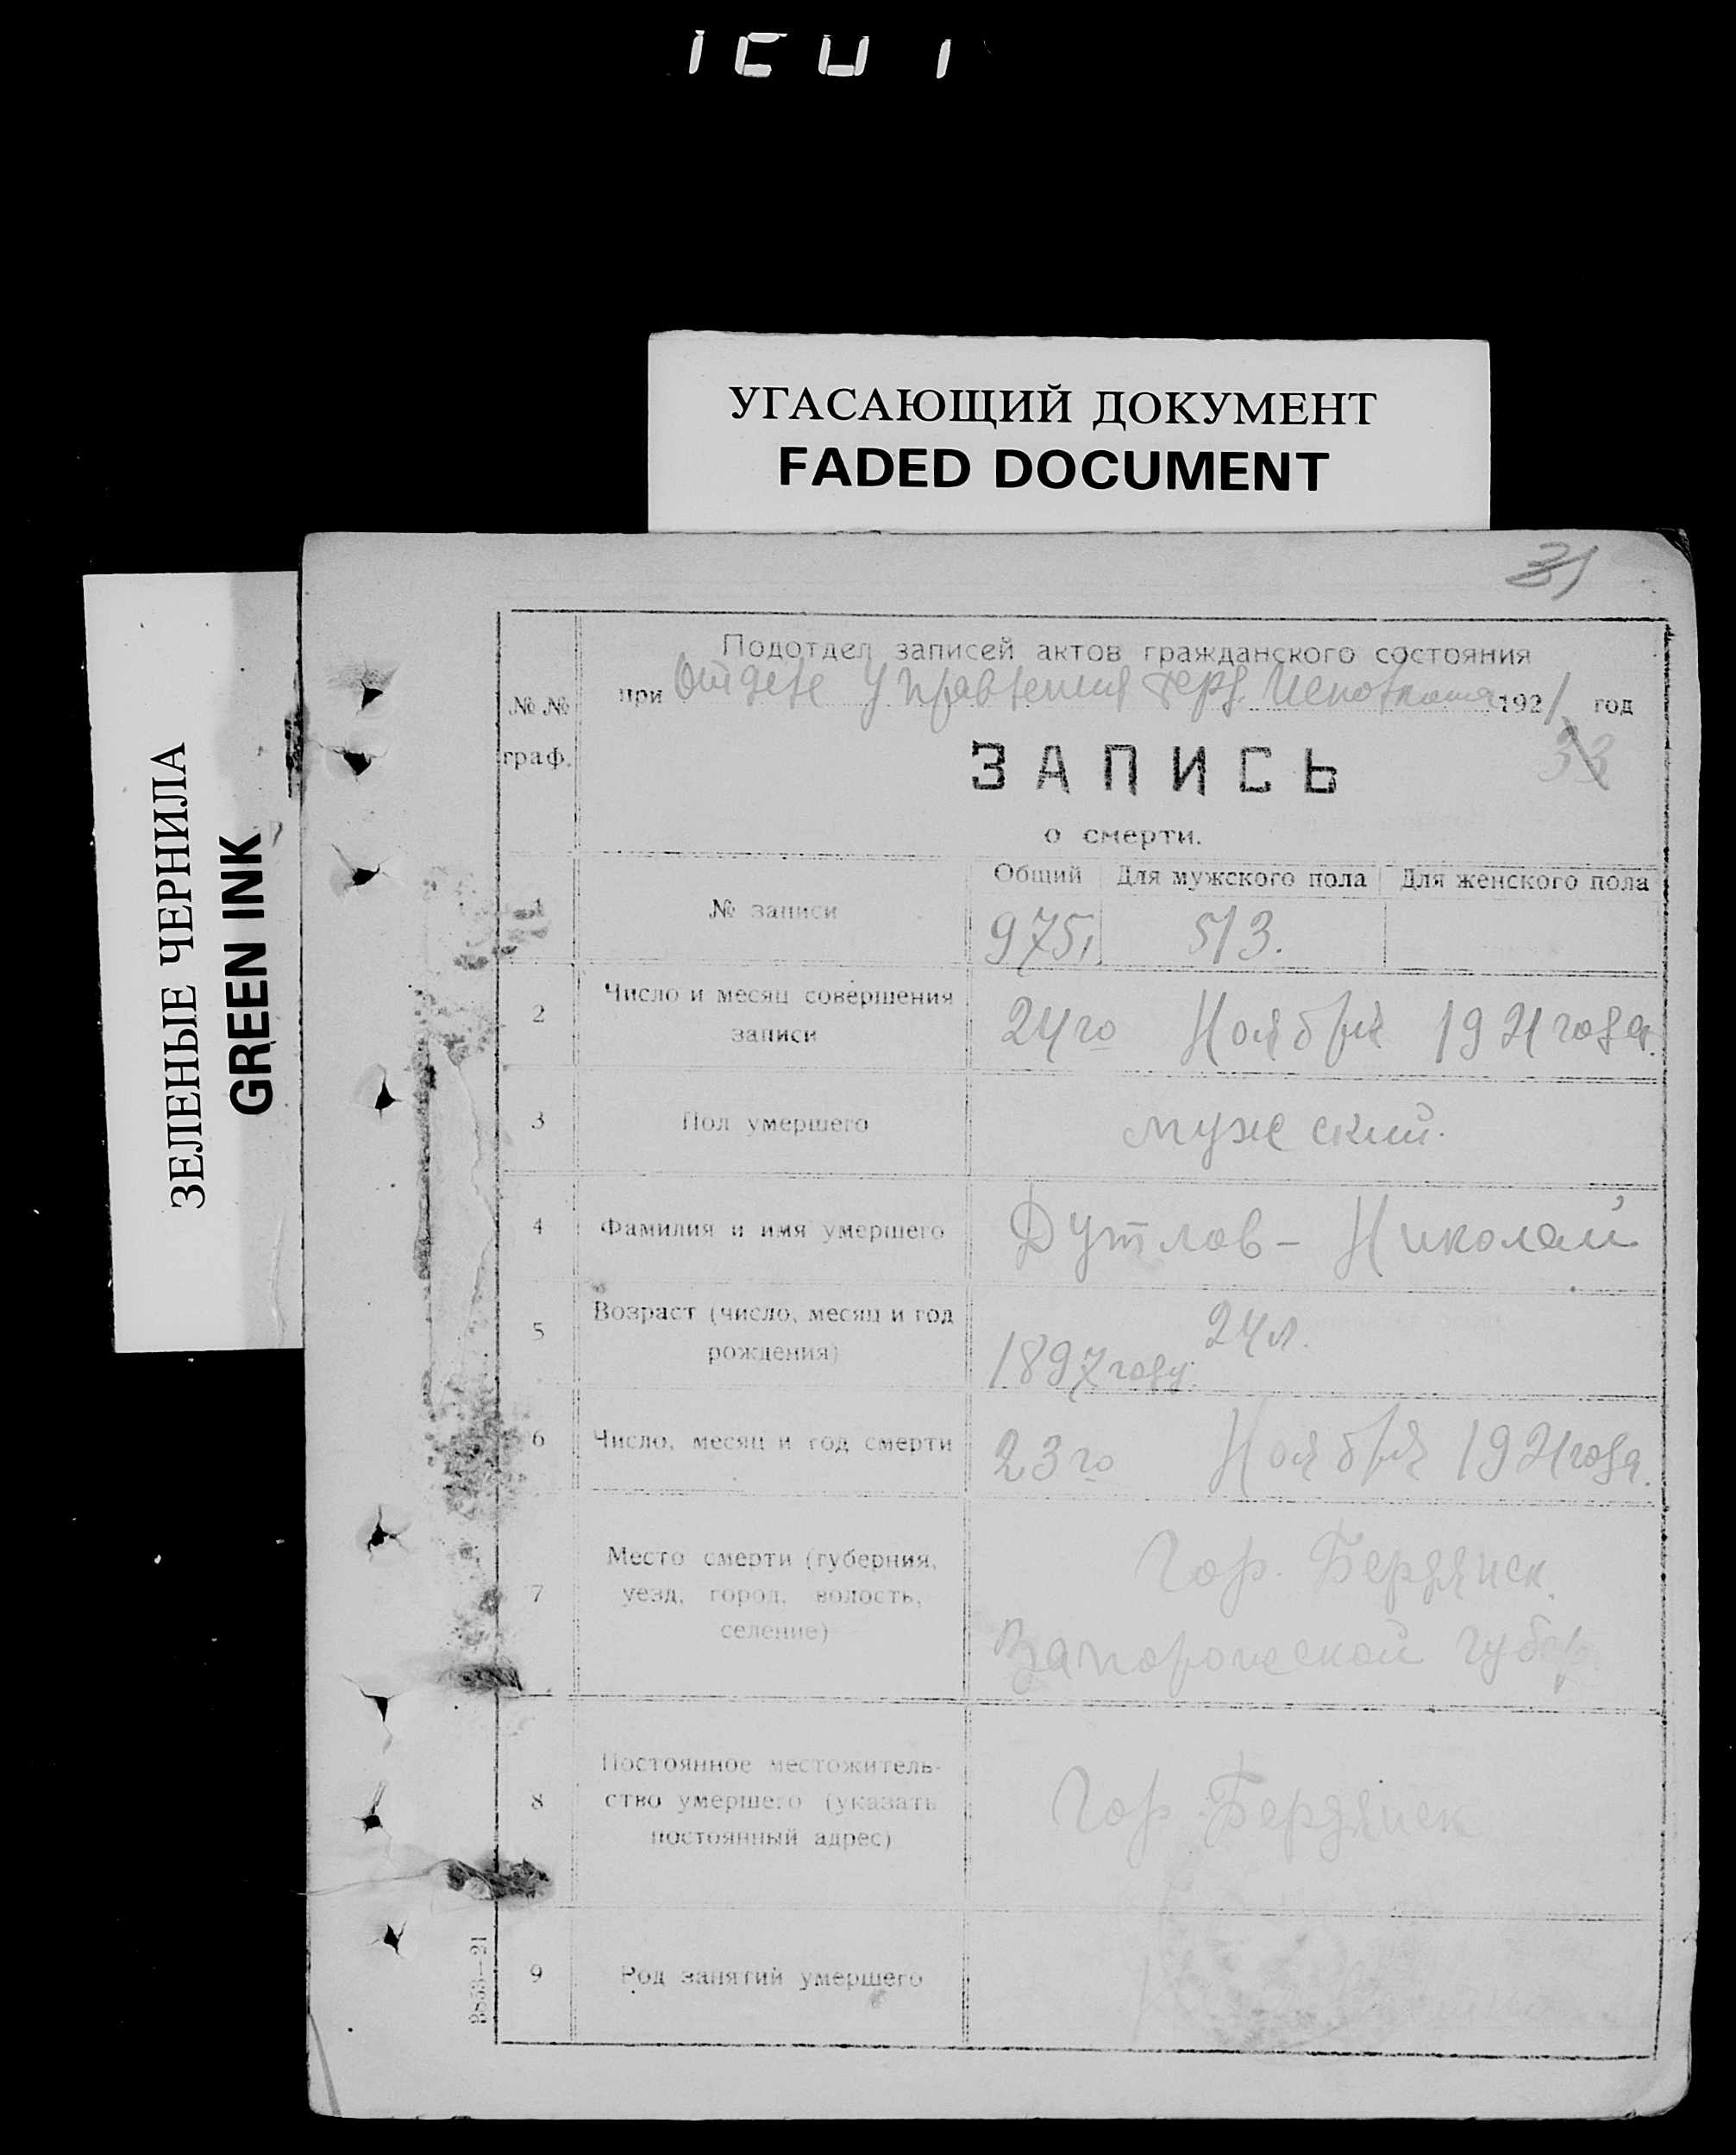 УГАСАЮЩИЙ ДОКУМЕНТ
FADED DOCUMENT
ЗЕЛЕНЫЕ ЧЕРНИЛА
GREEN INK
31
Подотдел записей актов гражданского состояния
№ № граф.
при Отделе Управления Берд. Исполкома 1921 год
33
ЗАПИСЬ
о смерти.
Общий Для мужского пола Для женского пола
1 № записи 975 513.
2 Число и месяц совершения записи 24го Ноября 1921 года.
3 Пол умершего мужской.
4 Фамилия и имя умершего Дутлов - Николай
5 Возраст (число, месяц и год рождения) 24 л. 1897 году.
6 Число, месяц и год смерти 23го Ноября 1921 года.
7 Место смерти (губерния, уезд, город, волость, селение) Гор. Бердянск.
Запорожской губер
8 Постоянное местожительство умершего (указать постоянный адрес) Гор. Бердянск
9 Род занятий умершего